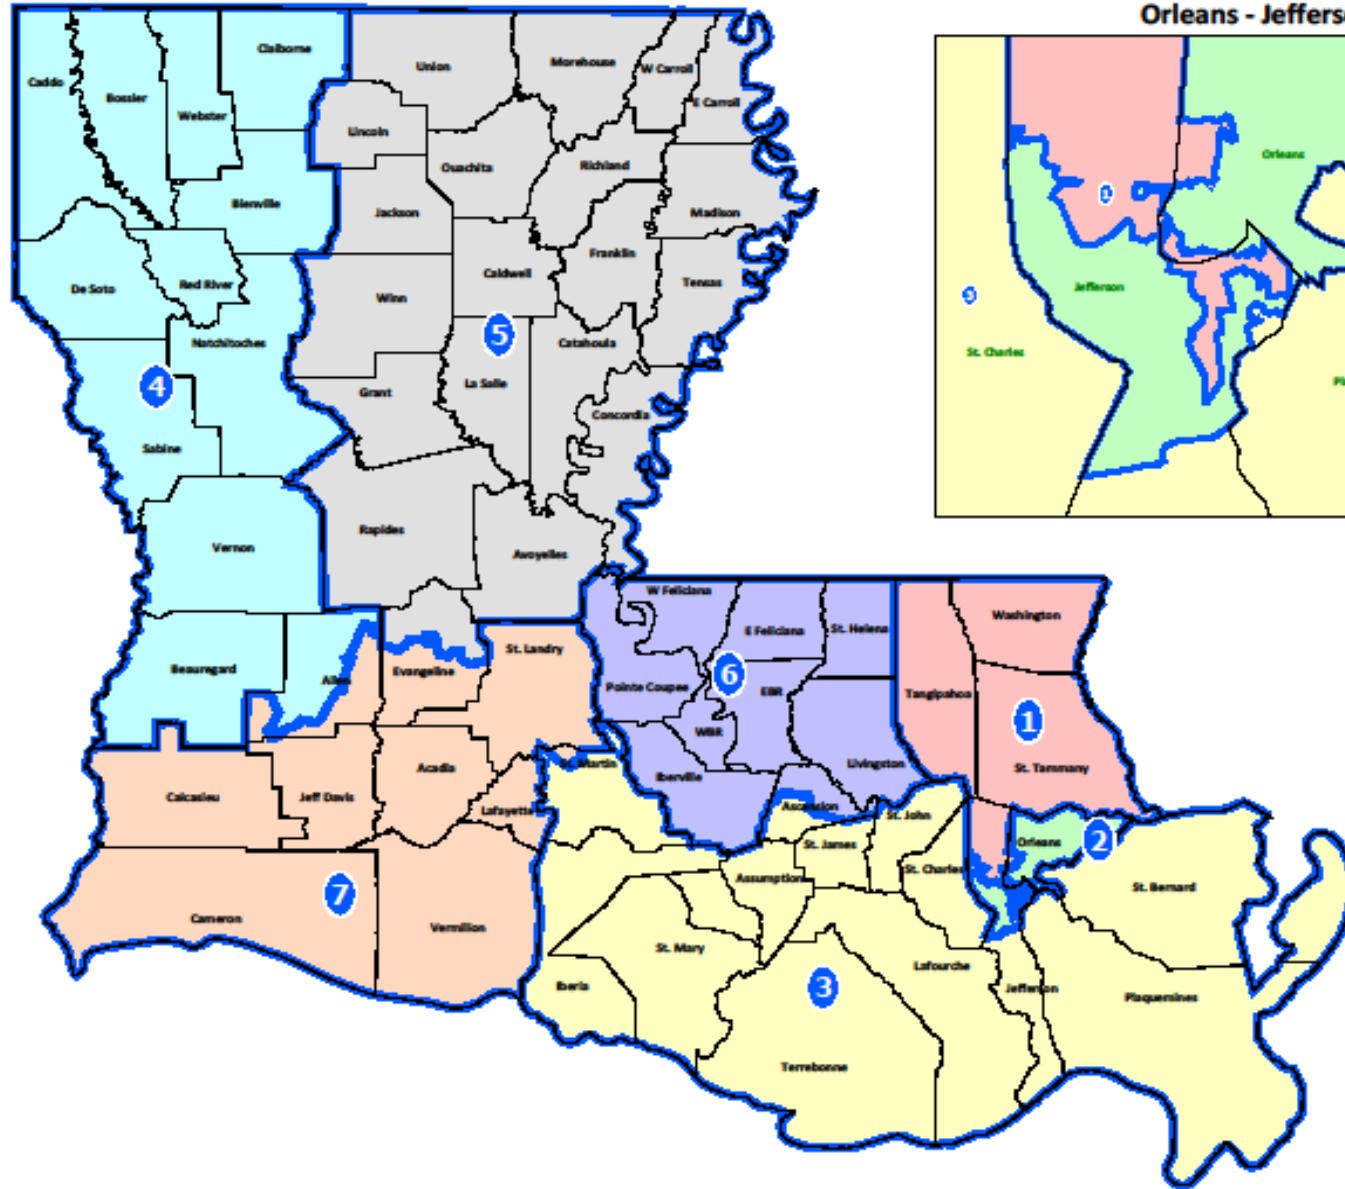 Orleans - Jeffers
Claiborne
Union
Morehouse
W Carroll
Caddo
Bossier
Webster
E Carroll
Lincoln
Ouachita
Richland
Orleans
Bienville
Jackson
Madison
Franklin
Caldwell
De Soto
Red River
Tensas
Jefferson
Winn
3
5
Natchitoches
Catahoula
St. Charles
4
La Salle
Grant
Concordia
Sabine
Rapides
Vernon
Avoyelles
W Feliciana
E Feliciana
St. Helena
Washington
St. Landry
Beauregard
Allen
Evangeline
6
Pointe Coupee
EBR
Tangipahoa
1
WBR
St. Martin
Acadia
Iberville
Livingston
St. Tammany
Calcasieu
Jeff Davis
Lafayette
Ascension
St. John
St. James
Orleans
2
St. Charles
Assumption
7
St. Bernard
Cameron
Vermilion
St. Mary
Lafourche
Iberia
3
Jefferson
Plaquemines
Terrebonne